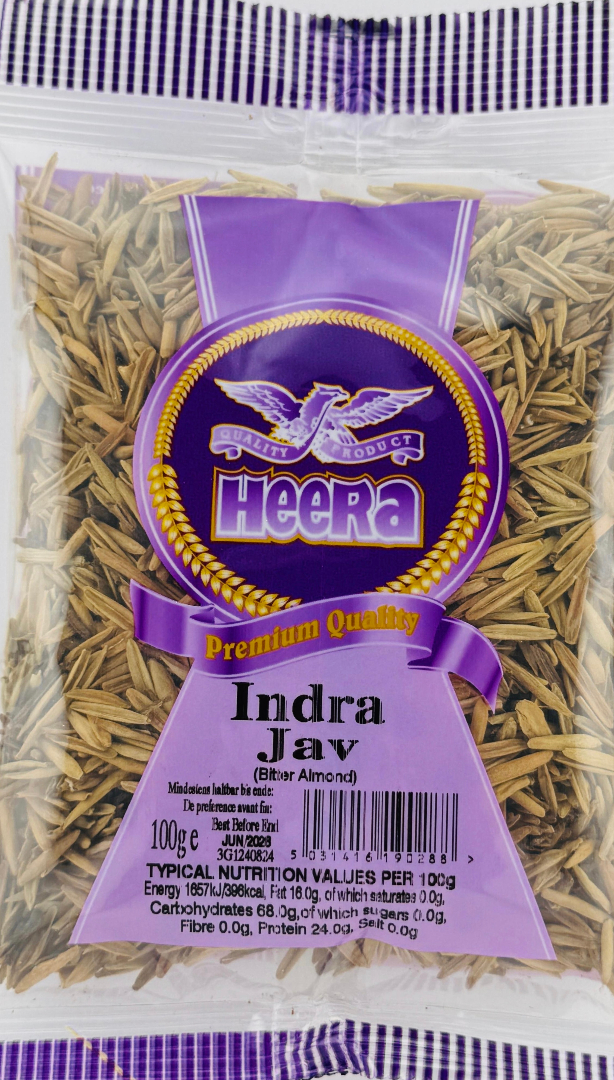 QUALITY PRODUCT
HEERA
Premium Quality
Indra
Jav
(Bitter Almond)
Mindestens haltbar bis ende:
De preference avant fin:
Best Before End
100g e
JUN/2026
3G1240824
5 031416 190288 >
TYPICAL NUTRITION VALUES PER 100g
Energy 1657kJ/396kcal, Fat 16.0g, of which saturates 0.0g,
Carbohydrates 68.0g,of which sugars 0.0g,
Fibre 0.0g, Protein 24.0g, Salt 0.0g